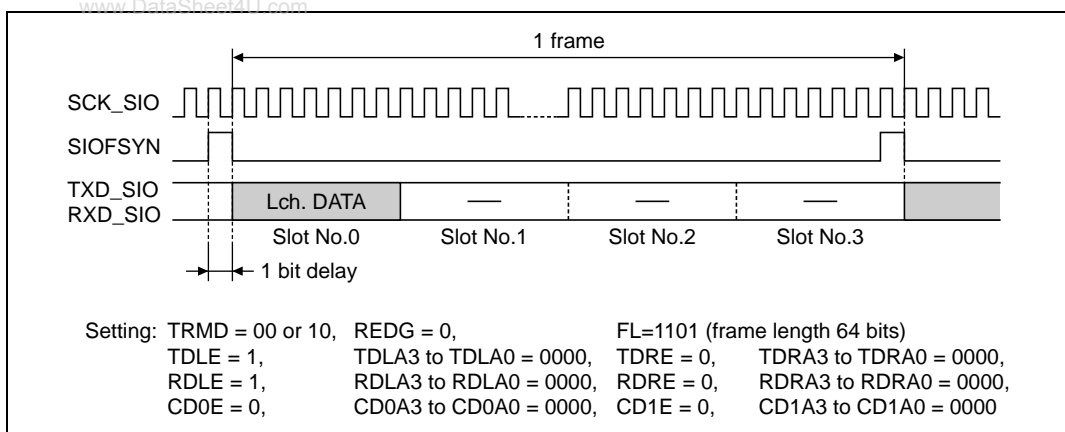 www.DataSheet4U.com
1 frame
SCK_SIO
SIOFSYN
TXD_SIO
RXD_SIO
Lch. DATA — — —
Slot No.0 Slot No.1 Slot No.2 Slot No.3
1 bit delay
Setting: TRMD = 00 or 10, REDG = 0, FL=1101 (frame length 64 bits)
TDLE = 1, TDLA3 to TDLA0 = 0000, TDRE = 0, TDRA3 to TDRA0 = 0000,
RDLE = 1, RDLA3 to RDLA0 = 0000, RDRE = 0, RDRA3 to RDRA0 = 0000,
CD0E = 0, CD0A3 to CD0A0 = 0000, CD1E = 0, CD1A3 to CD1A0 = 0000